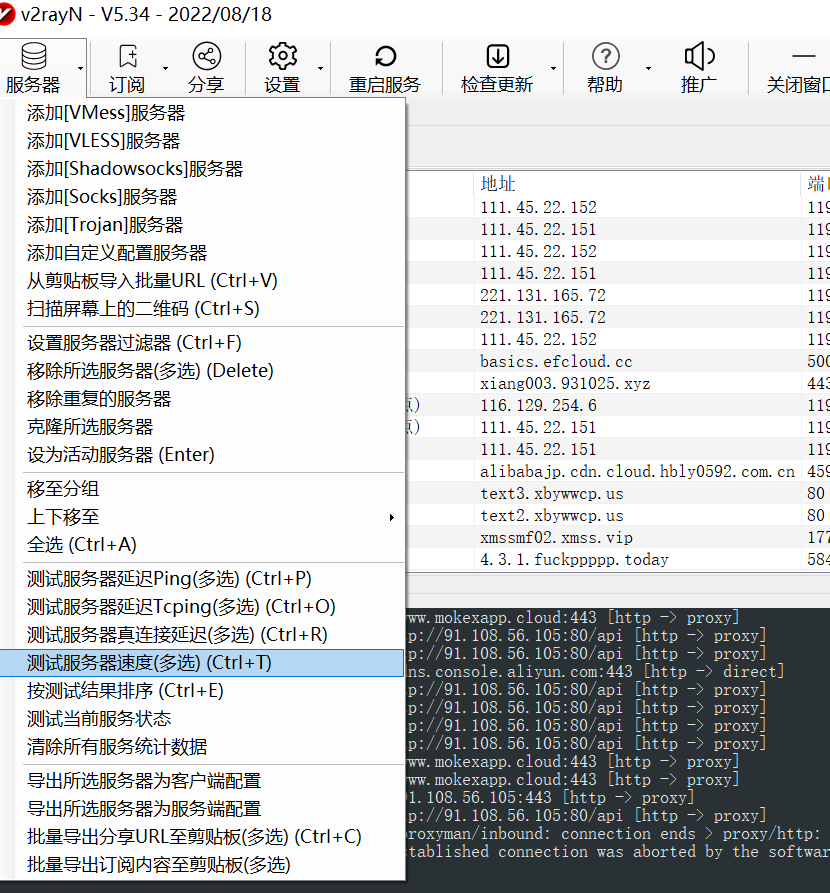 v2rayN - V5.34 - 2022/08/18
服务器 订阅 分享 设置 重启服务 检查更新 帮助 推广 关闭窗口
添加[VMess]服务器
添加[VLESS]服务器
添加[Shadowsocks]服务器
添加[Socks]服务器
添加[Trojan]服务器
添加自定义配置服务器
从剪贴板导入批量URL (Ctrl+V)
扫描屏幕上的二维码 (Ctrl+S)
设置服务器过滤器 (Ctrl+F)
移除所选服务器(多选) (Delete)
移除重复的服务器
克隆所选服务器
设为活动服务器 (Enter)
移至分组
上下移至
全选 (Ctrl+A)
测试服务器延迟Ping(多选) (Ctrl+P)
测试服务器延迟Tcping(多选) (Ctrl+O)
测试服务器真连接延迟(多选) (Ctrl+R)
测试服务器速度(多选) (Ctrl+T)
按测试结果排序 (Ctrl+E)
测试当前服务状态
清除所有服务统计数据
导出所选服务器为客户端配置
导出所选服务器为服务端配置
批量导出分享URL至剪贴板(多选) (Ctrl+C)
批量导出订阅内容至剪贴板(多选)
地址 端口
111.45.22.152 119
111.45.22.151 119
111.45.22.152 119
111.45.22.151 119
221.131.165.72 119
221.131.165.72 119
111.45.22.152 119
basics.efcloud.cc 500
xiang003.931025.xyz 443
点) 116.129.254.6 119
点) 111.45.22.151 119
111.45.22.151 119
alibabajp.cdn.cloud.hbly0592.com.cn 459
text3.xbywwcp.us 80
text2.xbywwcp.us 80
xmssmf02.xmss.vip 177
4.3.1.fuckppppp.today 584
www.mokexapp.cloud:443 [http -> proxy]
p://91.108.56.105:80/api [http -> proxy]
p://91.108.56.105:80/api [http -> proxy]
ns.console.aliyun.com:443 [http -> direct]
p://91.108.56.105:80/api [http -> proxy]
p://91.108.56.105:80/api [http -> proxy]
p://91.108.56.105:80/api [http -> proxy]
p://91.108.56.105:80/api [http -> proxy]
www.mokexapp.cloud:443 [http -> proxy]
www.mokexapp.cloud:443 [http -> proxy]
91.108.56.105:443 [http -> proxy]
p://91.108.56.105:80/api [http -> proxy]
proxyman/inbound: connection ends > proxy/http:
stablished connection was aborted by the softwar